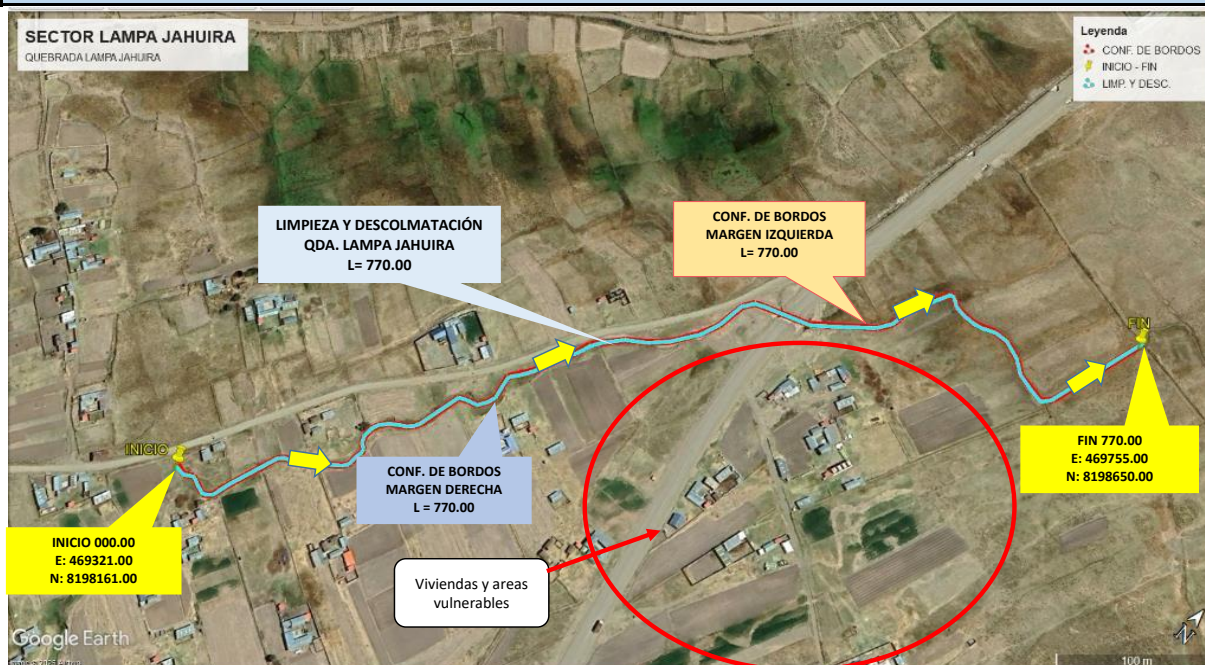 SECTOR LAMPA JAHUIRA
QUEBRADA LAMPA JAHUIRA
Leyenda
CONF. DE BORDOS
INICIO - FIN
LIMP. Y DESC.
LIMPIEZA Y DESCOLMATACIÓN
QDA. LAMPA JAHUIRA
L= 770.00
CONF. DE BORDOS
MARGEN IZQUIERDA
L= 770.00
FIN
INICIO
CONF. DE BORDOS
MARGEN DERECHA
L = 770.00
FIN 770.00
E: 469755.00
N: 8198650.00
INICIO 000.00
E: 469321.00
N: 8198161.00
Viviendas y areas
vulnerables
Google Earth
N
100 m